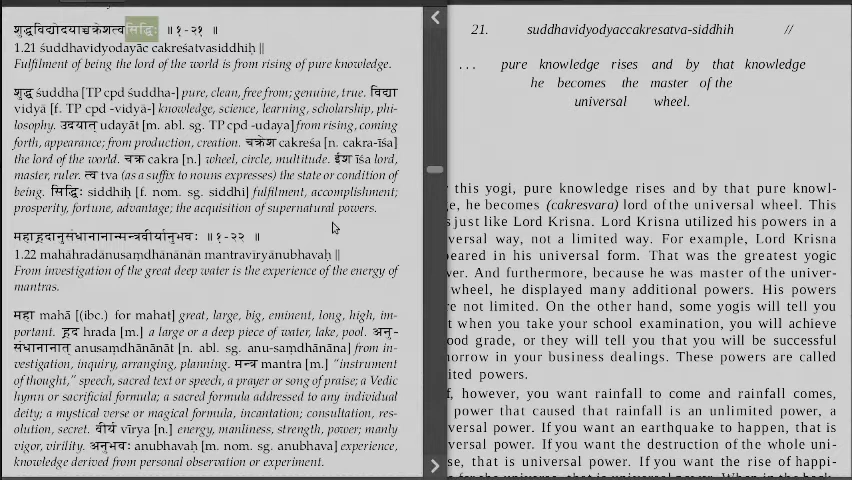 शुद्धविद्योदयाच्चक्रेशत्वसिद्धिः ॥१-२१ ॥
1.21 śuddhavidyodayāc cakreśatvasiddhiḥ ||
Fulfilment of being the lord of the world is from rising of pure knowledge.
शुद्ध śuddha [TP cpd śuddha-] pure, clean, free from; genuine, true. विद्या
vidyā [f. TP cpd -vidyā-] knowledge, science, learning, scholarship, phi-
losophy. उदयात् udayāt [m. abl. sg. TP cpd -udaya] from rising, coming
forth, appearance; from production, creation. चक्रेश cakreśa [n. cakra-īśa]
the lord of the world. चक्र cakra [n.] wheel, circle, multitude. ईश īśa lord,
master, ruler. त्व tva (as a suffix to nouns expresses) the state or condition of
being. सिद्धिः siddhiḥ [f. nom. sg. siddhi] fulfilment, accomplishment;
prosperity, fortune, advantage; the acquisition of supernatural powers.
महाह्रदानुसंधानानान्मन्त्रवीर्यानुभवः ॥१-२२ ॥
1.22 mahāhradānusaṃdhānānān mantravīryānubhavaḥ ||
From investigation of the great deep water is the experience of the energy of
mantras.
महा mahā [(ibc.) for mahat] great, large, big, eminent, long, high, im-
portant. ह्रद hrada [m.] a large or a deep piece of water, lake, pool. अनु-
संधानानात् anusaṃdhānānāt [n. abl. sg. anu-saṃdhāna] from in-
vestigation, inquiry, arranging, planning. मन्त्र mantra [m.] “instrument
of thought,” speech, sacred text or speech, a prayer or song of praise; a Vedic
hymn or sacrificial formula; a sacred formula addressed to any individual
deity; a mystical verse or magical formula, incantation; consultation, res-
olution, secret. वीर्य vīrya [n.] energy, manliness, strength, power; manly
vigor, virility. अनुभवः anubhavaḥ [m. nom. sg. anubhava] experience,
knowledge derived from personal observation or experiment.
21. suddhavidyodyaccakresatva-siddhih //
. . . pure knowledge rises and by that knowledge
he becomes the master of the
universal wheel.
this yogi, pure knowledge rises and by that pure knowl-
he becomes (cakresvara) lord of the universal wheel. This
just like Lord Krisna. Lord Krisna utilized his powers in a
versal way, not a limited way. For example, Lord Krisna
eared in his universal form. That was the greatest yogic
ver. And furthermore, because he was master of the univer-
wheel, he displayed many additional powers. His powers
re not limited. On the other hand, some yogis will tell you
t when you take your school examination, you will achieve
ood grade, or they will tell you that you will be successful
orrow in your business dealings. These powers are called
ited powers.
f, however, you want rainfall to come and rainfall comes,
power that caused that rainfall is an unlimited power, a
versal power. If you want an earthquake to happen, that is
versal power. If you want the destruction of the whole uni-
se, that is universal power. If you want the rise of happi-